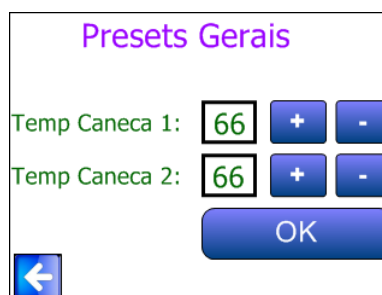 Presets Gerais
Temp Caneca 1: 66 + -
Temp Caneca 2: 66 + -
OK